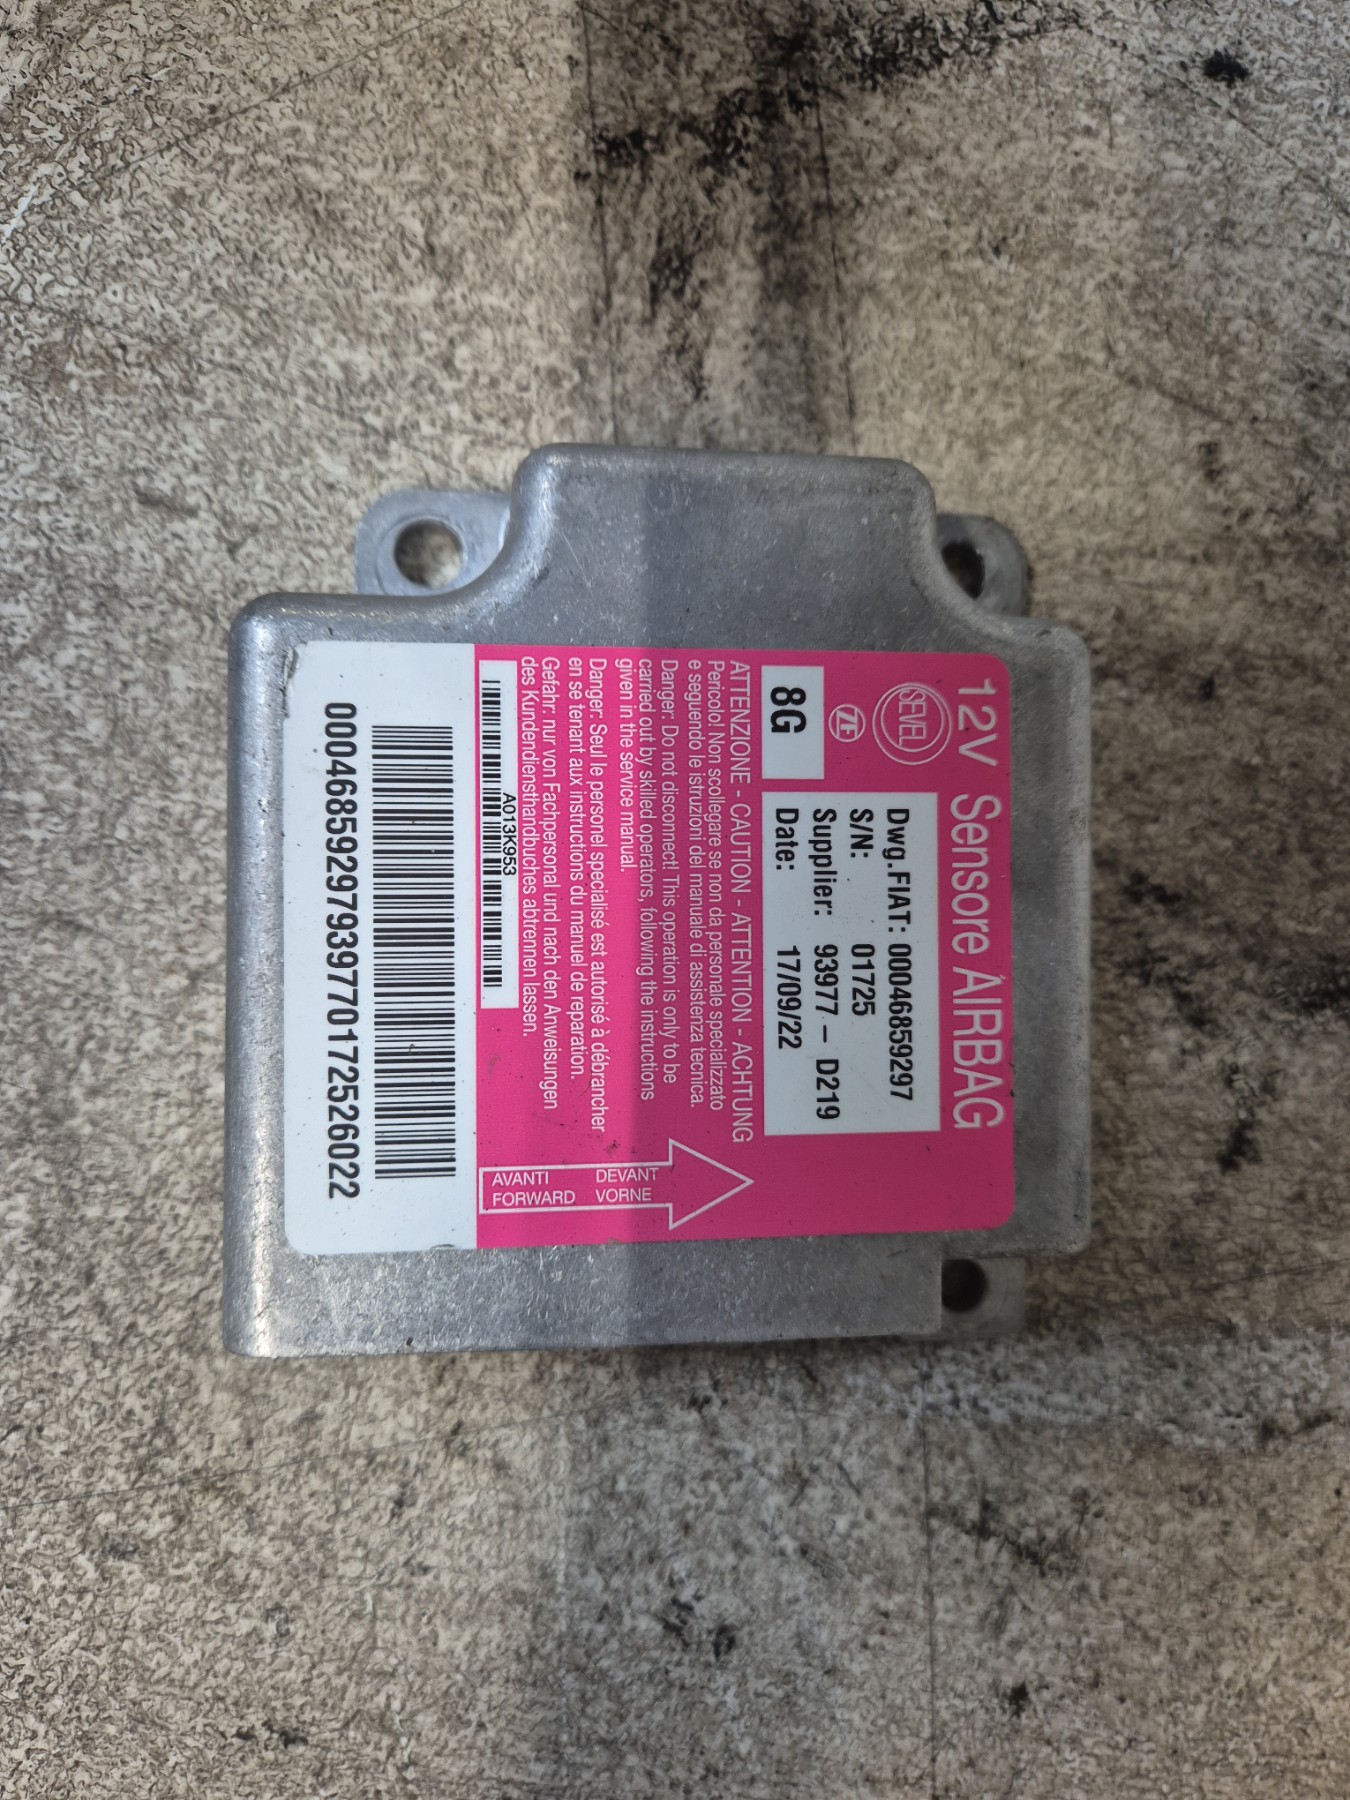 12V Sensore AIRBAG
SEVEL
ZF
8G
Dwg.FIAT: 00046859297
S/N: 01725
Supplier: 93977 - D219
Date: 17/09/22
ATTENZIONE - CAUTION - ATTENTION - ACHTUNG
Pericolo! Non scollegare se non da personale specializzato
e seguendo le istruzioni del manuale di assistenza tecnica.
Danger: Do not disconnect! This operation is only to be
carried out by skilled operators, following the instructions
given in the service manual.
Danger: Seul le personel specialisé est autorisé à débrancher
en se tenant aux instructions du manuel de reparation.
Gefahr: nur von Fachpersonal und nach den Anweisungen
des Kundendiensthandbuches abtrennen lassen.
A013K953
AVANTI DEVANT
FORWARD VORNE
00046859297939770172526022